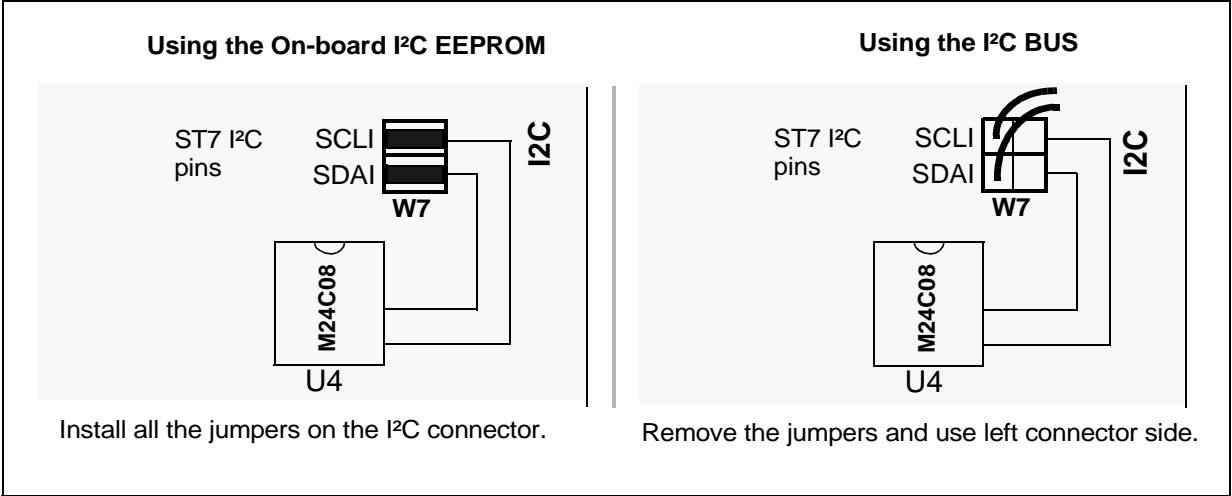 Using the On-board I²C EEPROM
ST7 I²C
pins
SCLI
SDAI
W7
I2C
M24C08
U4
Install all the jumpers on the I²C connector.
Using the I²C BUS
ST7 I²C
pins
SCLI
SDAI
W7
I2C
M24C08
U4
Remove the jumpers and use left connector side.